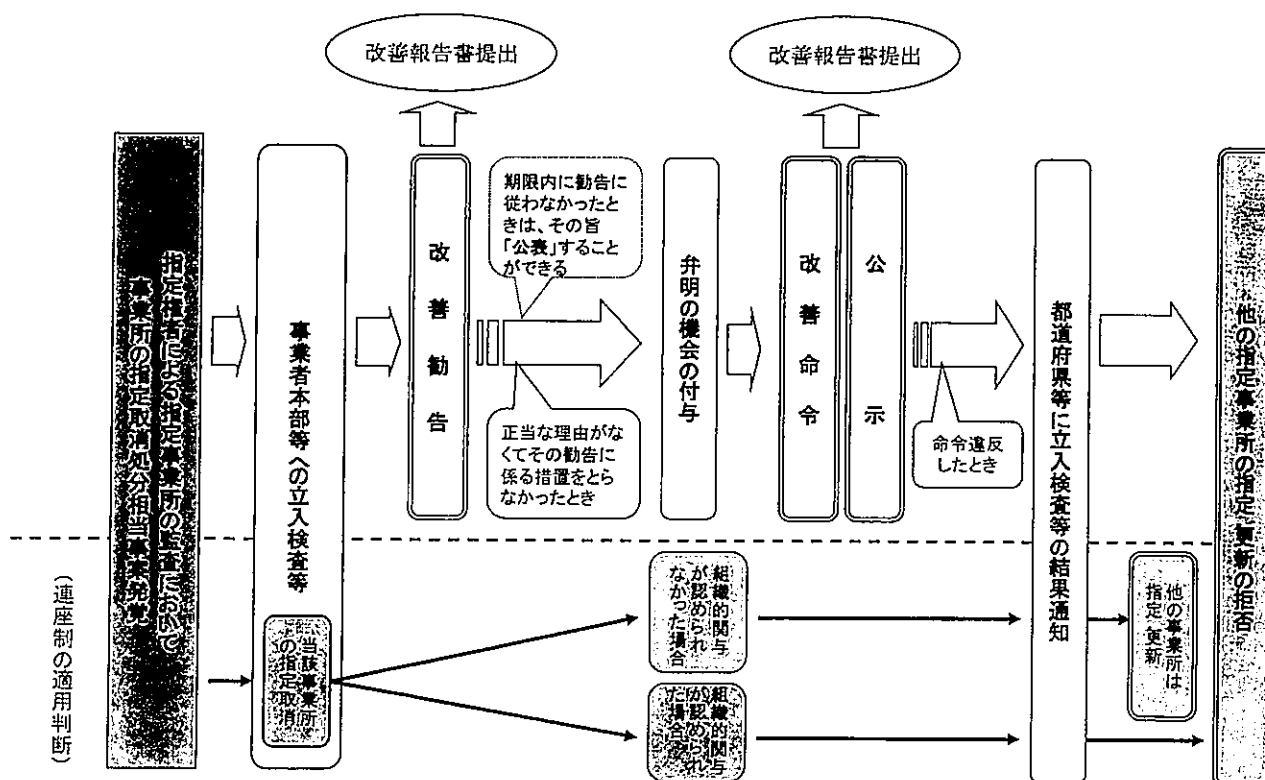 改善報告書提出
改善報告書提出
指定権者による指定事業所の監査において
事業所の指定取消処分相当事案発覚
事業者本部等への立入検査等
改善勧告
期限内に勧告に
従わなかったと
きは、その旨
「公表」することが
できる
正当な理由がな
くてその勧告に
係る措置をとら
なかったとき
弁明の機会の付与
改善命令
公示
命令違反
したとき
都道府県等に立入検査等の結果通知
他の指定事業所の指定・更新の拒否
(連座制の適用判断)
当該事業所
の指定取消
組織的関与
が認められ
なかった場合
組織的関与
が認められ
た場合
他の事業所は
指定・更新